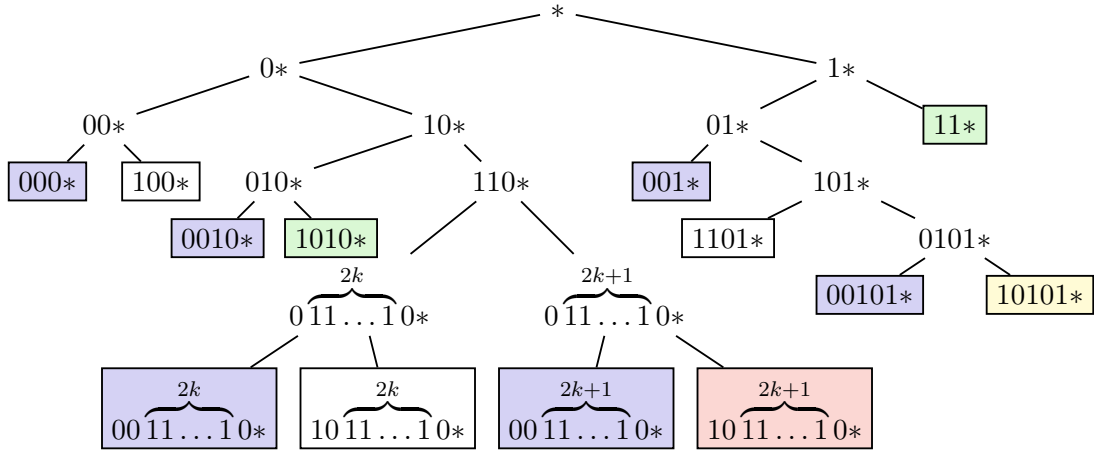 ∗
0∗ 1∗
00∗ 10∗ 01∗ 11∗
000∗ 100∗ 010∗ 110∗ 001∗ 101∗
0010∗ 1010∗ 1101∗ 0101∗
2k 2k+1
00101∗ 10101∗
0 11 … 1 0∗ 0 11 … 1 0∗
2k 2k 2k+1 2k+1
00 11 … 1 0∗ 10 11 … 1 0∗ 00 11 … 1 0∗ 10 11 … 1 0∗